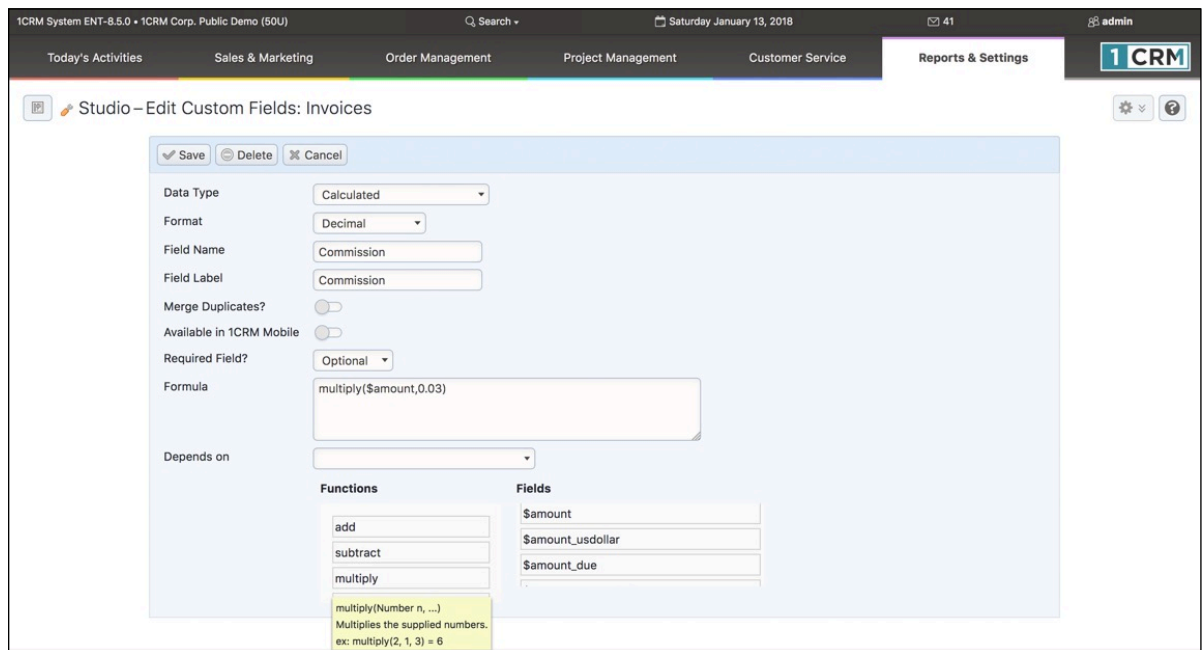 1CRM System ENT-8.5.0 • 1CRM Corp. Public Demo (50U) Search Saturday January 13, 2018 41 admin
Today's Activities Sales & Marketing Order Management Project Management Customer Service Reports & Settings 1 CRM
Studio – Edit Custom Fields: Invoices
Save Delete Cancel
Data Type Calculated
Format Decimal
Field Name Commission
Field Label Commission
Merge Duplicates?
Available in 1CRM Mobile
Required Field? Optional
Formula multiply($amount,0.03)
Depends on
Functions Fields
$amount
add
$amount_usdollar
subtract
$amount_due
multiply
multiply(Number n, ...)
Multiplies the supplied numbers.
ex: multiply(2, 1, 3) = 6